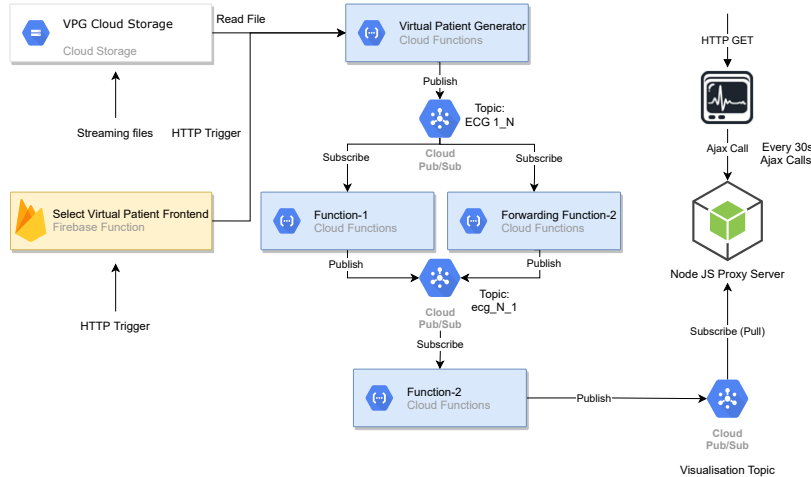 VPG Cloud Storage
Cloud Storage
Read File
Virtual Patient Generator
Cloud Functions
HTTP GET
Publish
Topic:
ECG 1_N
Streaming files
HTTP Trigger
Cloud
Pub/Sub
Subscribe
Subscribe
Ajax Call
Every 30s
Ajax Calls
Select Virtual Patient Frontend
Firebase Function
Function-1
Cloud Functions
Forwarding Function-2
Cloud Functions
Publish
Publish
Node JS Proxy Server
HTTP Trigger
Topic:
ecg_N_1
Cloud
Pub/Sub
Subscribe
Subscribe (Pull)
Function-2
Cloud Functions
Publish
Cloud
Pub/Sub
Visualisation Topic